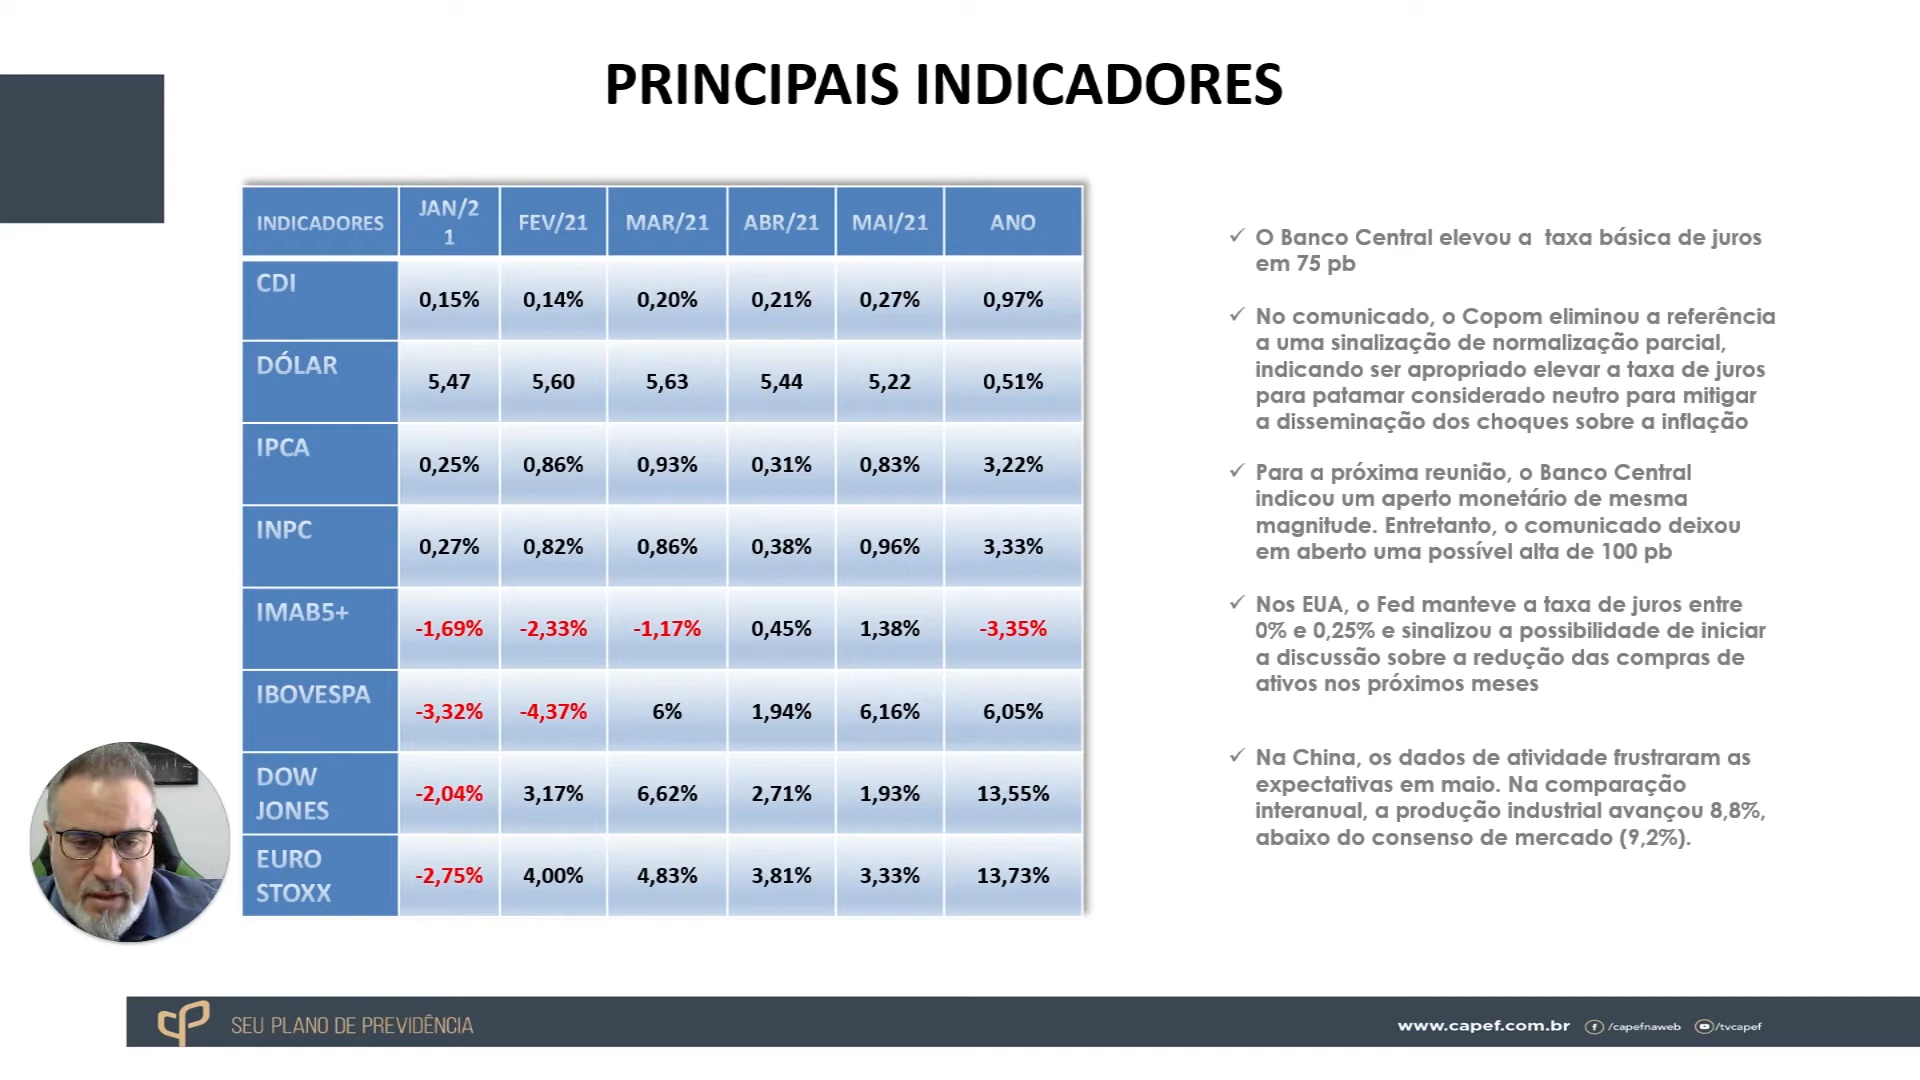 PRINCIPAIS INDICADORES
INDICADORES JAN/2 FEV/21 MAR/21 ABR/21 MAI/21 ANO
1
CDI 0,15% 0,14% 0,20% 0,21% 0,27% 0,97%
DÓLAR 5,47 5,60 5,63 5,44 5,22 0,51%
IPCA 0,25% 0,86% 0,93% 0,31% 0,83% 3,22%
INPC 0,27% 0,82% 0,86% 0,38% 0,96% 3,33%
IMAB5+ -1,69% -2,33% -1,17% 0,45% 1,38% -3,35%
IBOVESPA -3,32% -4,37% 6% 1,94% 6,16% 6,05%
DOW
JONES -2,04% 3,17% 6,62% 2,71% 1,93% 13,55%
EURO
STOXX -2,75% 4,00% 4,83% 3,81% 3,33% 13,73%
✓ O Banco Central elevou a taxa básica de juros
em 75 pb
✓ No comunicado, o Copom eliminou a referência
a uma sinalização de normalização parcial,
indicando ser apropriado elevar a taxa de juros
para patamar considerado neutro para mitigar
a disseminação dos choques sobre a inflação
✓ Para a próxima reunião, o Banco Central
indicou um aperto monetário de mesma
magnitude. Entretanto, o comunicado deixou
em aberto uma possível alta de 100 pb
✓ Nos EUA, o Fed manteve a taxa de juros entre
0% e 0,25% e sinalizou a possibilidade de iniciar
a discussão sobre a redução das compras de
ativos nos próximos meses
✓ Na China, os dados de atividade frustraram as
expectativas em maio. Na comparação
interanual, a produção industrial avançou 8,8%,
abaixo do consenso de mercado (9,2%).
SEU PLANO DE PREVIDÊNCIA
www.capef.com.br /capefnaweb /tvcapef